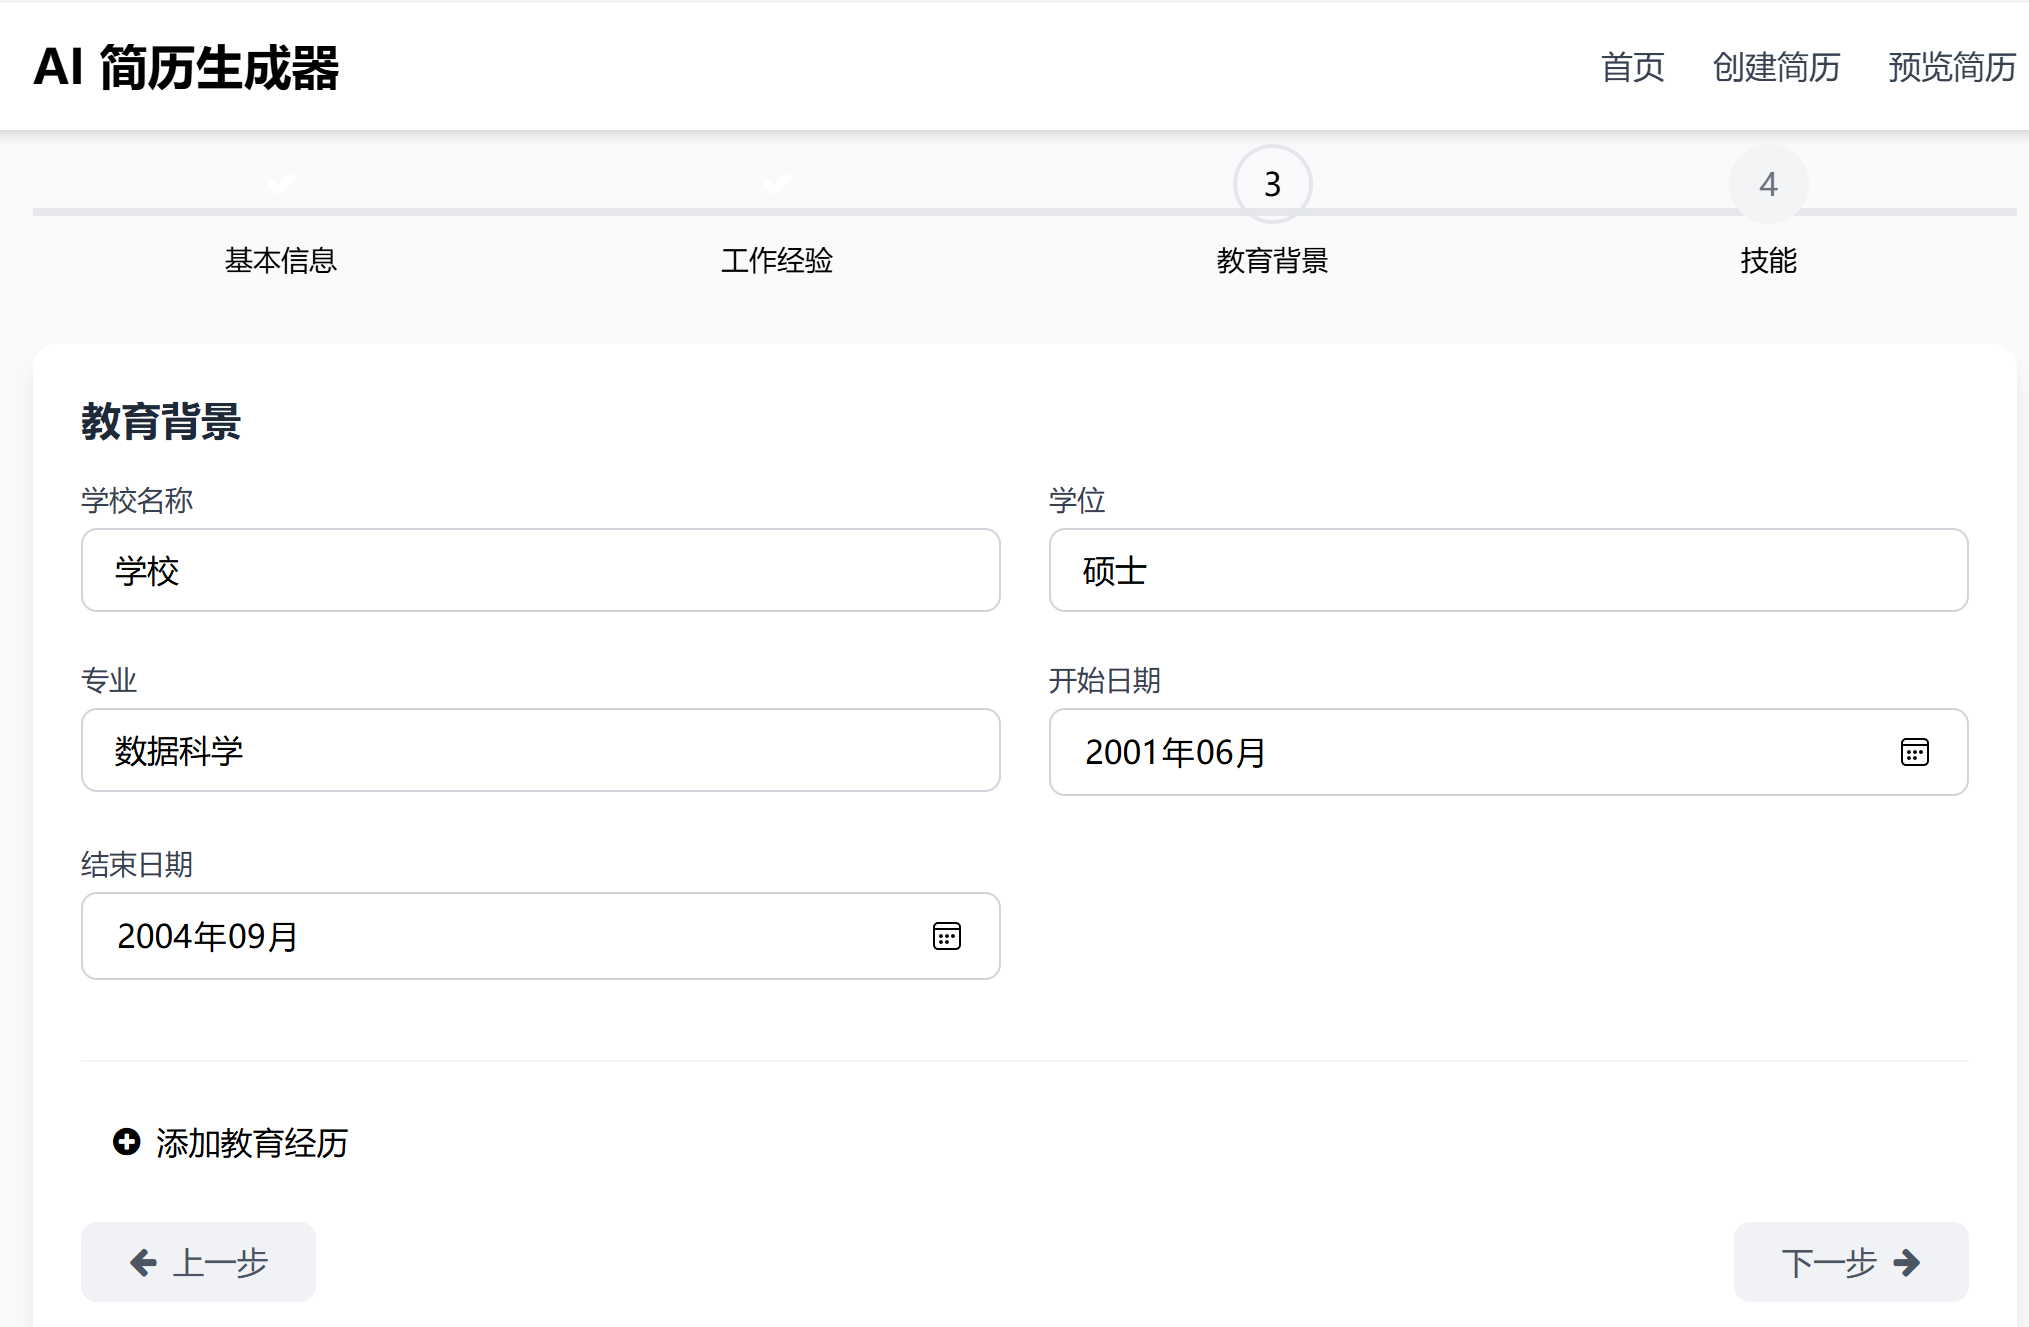 AI 简历生成器
首页 创建简历 预览简历
3 4
基本信息 工作经验 教育背景 技能
教育背景
学校名称 学位
学校 硕士
专业 开始日期
数据科学 2001年06月
结束日期
2004年09月
添加教育经历
上一步 下一步